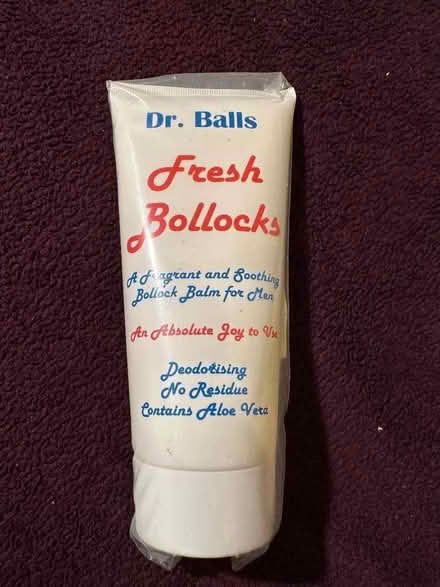 Dr. Balls
Fresh
Bollocks
A Fragrant and Soothing
Bollock Balm for Men
An Absolute Joy to Use
Deodorising
No Residue
Contains Aloe Vera